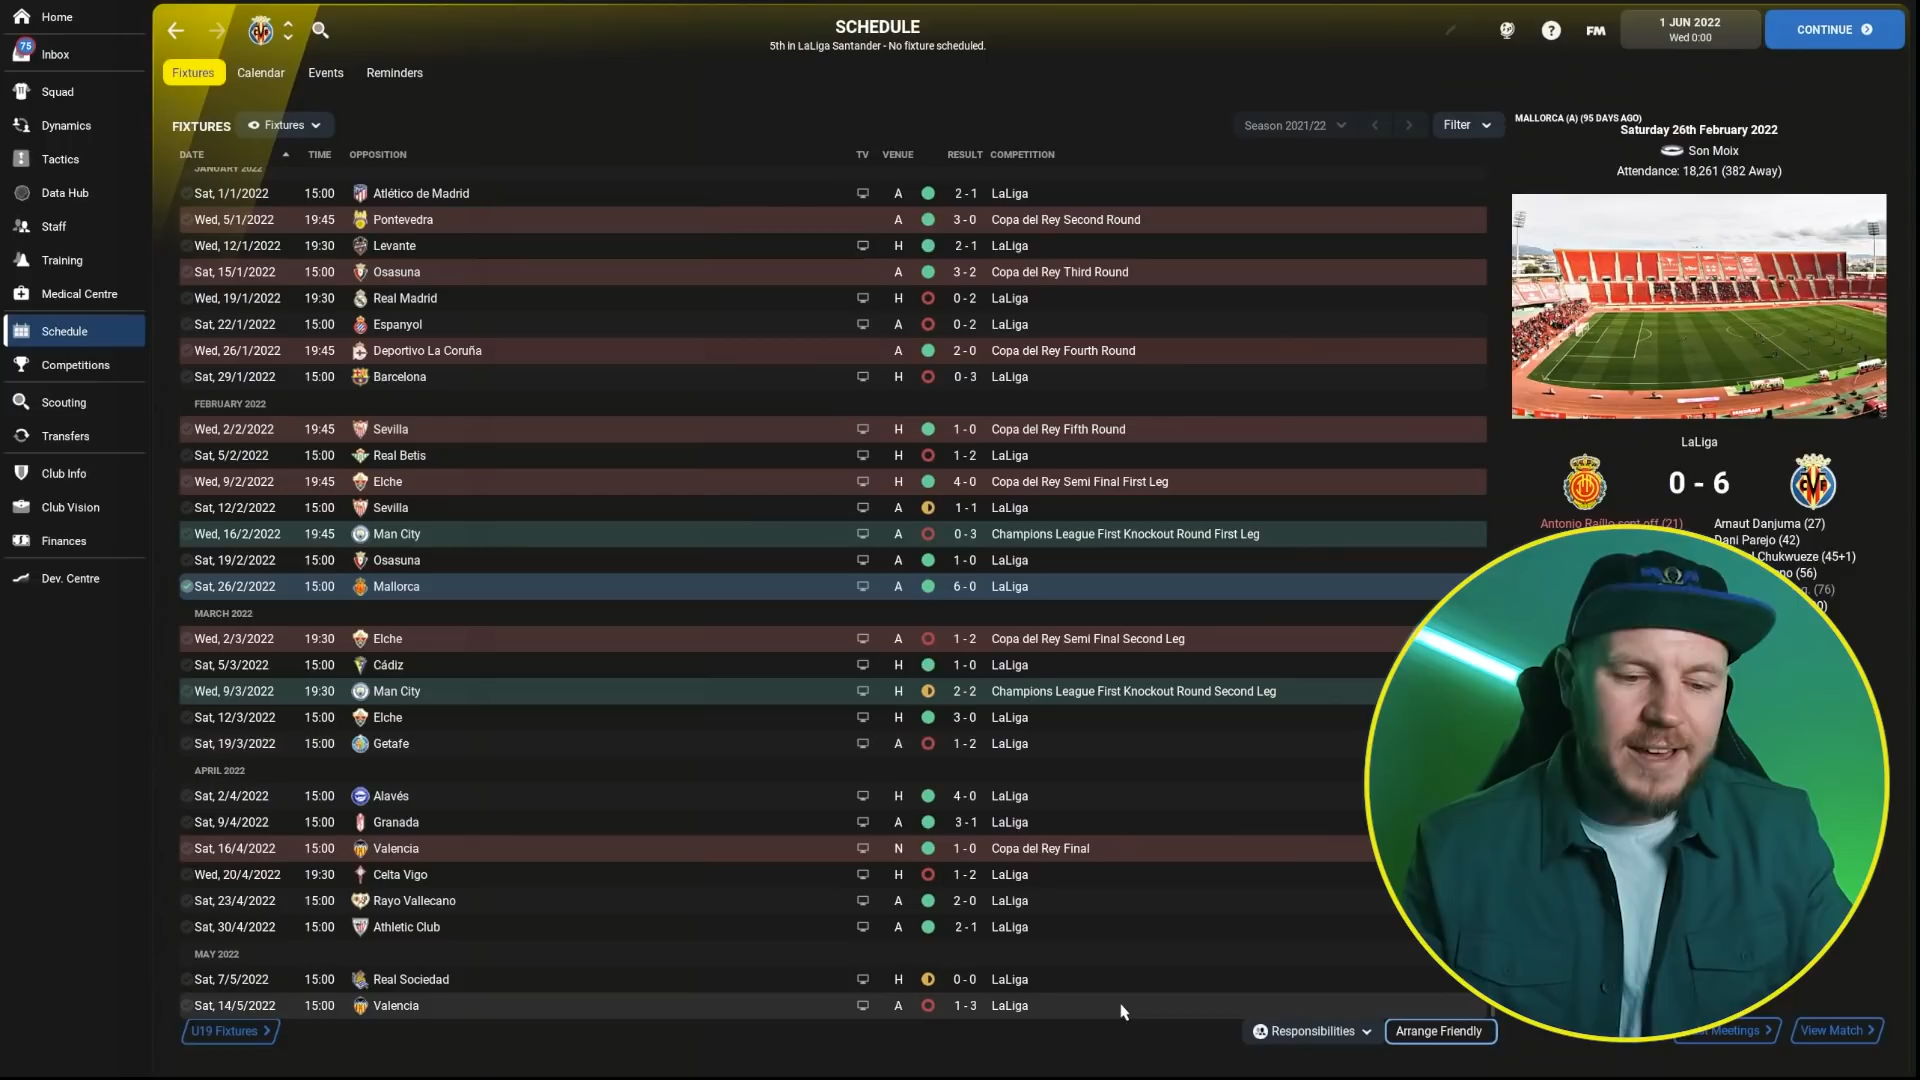 Home
75
Inbox
Squad
Dynamics
Tactics
Data Hub
Staff
Training
Medical Centre
Schedule
Competitions
Scouting
Transfers
Club Info
Club Vision
Finances
Dev. Centre
SCHEDULE
5th in LaLiga Santander - No fixture scheduled.
FM
1 JUN 2022
Wed 0:00
CONTINUE
Fixtures Calendar Events Reminders
FIXTURES Fixtures
Season 2021/22
Filter
DATE TIME OPPOSITION TV VENUE RESULT COMPETITION
JANUARY 2022
Sat, 1/1/2022 15:00 Atlético de Madrid A 2 - 1 LaLiga
Wed, 5/1/2022 19:45 Pontevedra A 3 - 0 Copa del Rey Second Round
Wed, 12/1/2022 19:30 Levante H 2 - 1 LaLiga
Sat, 15/1/2022 15:00 Osasuna A 3 - 2 Copa del Rey Third Round
Wed, 19/1/2022 19:30 Real Madrid H 0 - 2 LaLiga
Sat, 22/1/2022 15:00 Espanyol A 0 - 2 LaLiga
Wed, 26/1/2022 19:45 Deportivo La Coruña A 2 - 0 Copa del Rey Fourth Round
Sat, 29/1/2022 15:00 Barcelona H 0 - 3 LaLiga
FEBRUARY 2022
Wed, 2/2/2022 19:45 Sevilla H 1 - 0 Copa del Rey Fifth Round
Sat, 5/2/2022 15:00 Real Betis H 1 - 2 LaLiga
Wed, 9/2/2022 19:45 Elche H 4 - 0 Copa del Rey Semi Final First Leg
Sat, 12/2/2022 15:00 Sevilla A 1 - 1 LaLiga
Wed, 16/2/2022 19:45 Man City A 0 - 3 Champions League First Knockout Round First Leg
Sat, 19/2/2022 15:00 Osasuna A 1 - 0 LaLiga
Sat, 26/2/2022 15:00 Mallorca A 6 - 0 LaLiga
MARCH 2022
Wed, 2/3/2022 19:30 Elche A 1 - 2 Copa del Rey Semi Final Second Leg
Sat, 5/3/2022 15:00 Cádiz H 1 - 0 LaLiga
Wed, 9/3/2022 19:30 Man City H 2 - 2 Champions League First Knockout Round Second Leg
Sat, 12/3/2022 15:00 Elche H 3 - 0 LaLiga
Sat, 19/3/2022 15:00 Getafe A 1 - 2 LaLiga
APRIL 2022
Sat, 2/4/2022 15:00 Alavés H 4 - 0 LaLiga
Sat, 9/4/2022 15:00 Granada A 3 - 1 LaLiga
Sat, 16/4/2022 15:00 Valencia N 1 - 0 Copa del Rey Final
Wed, 20/4/2022 19:30 Celta Vigo H 1 - 2 LaLiga
Sat, 23/4/2022 15:00 Rayo Vallecano A 2 - 0 LaLiga
Sat, 30/4/2022 15:00 Athletic Club A 2 - 1 LaLiga
MAY 2022
Sat, 7/5/2022 15:00 Real Sociedad H 0 - 0 LaLiga
Sat, 14/5/2022 15:00 Valencia A 1 - 3 LaLiga
U19 Fixtures
Responsibilities
Arrange Friendly
Meetings
View Match
MALLORCA (A) (95 DAYS AGO)
Saturday 26th February 2022
Son Moix
Attendance: 18,261 (382 Away)
LaLiga
0 - 6
Antonio Raíllo sent off (21)
Arnaut Danjuma (27)
Dani Parejo (42)
Chukwueze (45+1)
(56)
(76)